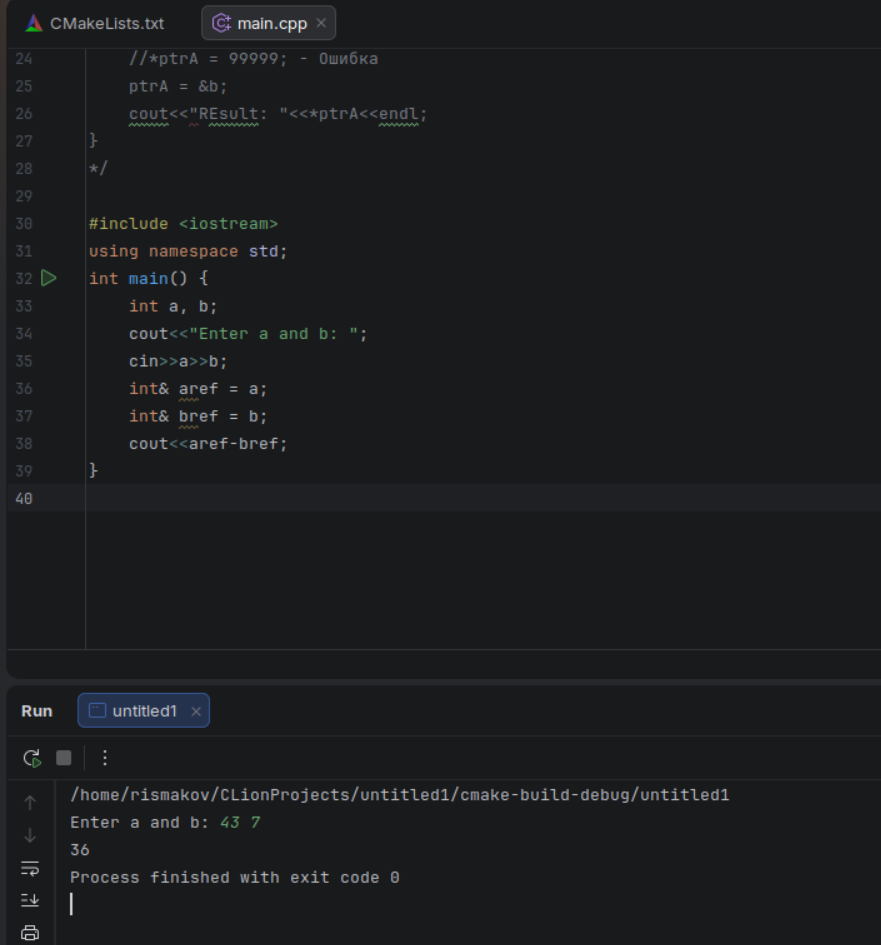 CMakeLists.txt
main.cpp
24 //*ptrA = 99999; - Ошибка
25 ptrA = &b;
26 cout<<"REsult: "<<*ptrA<<endl;
27 }
28 */
29
30 #include <iostream>
31 using namespace std;
32 int main() {
33 int a, b;
34 cout<<"Enter a and b: ";
35 cin>>a>>b;
36 int& aref = a;
37 int& bref = b;
38 cout<<aref-bref;
39 }
40
Run untitled1
/home/rismakov/CLionProjects/untitled1/cmake-build-debug/untitled1
Enter a and b: 43 7
36
Process finished with exit code 0